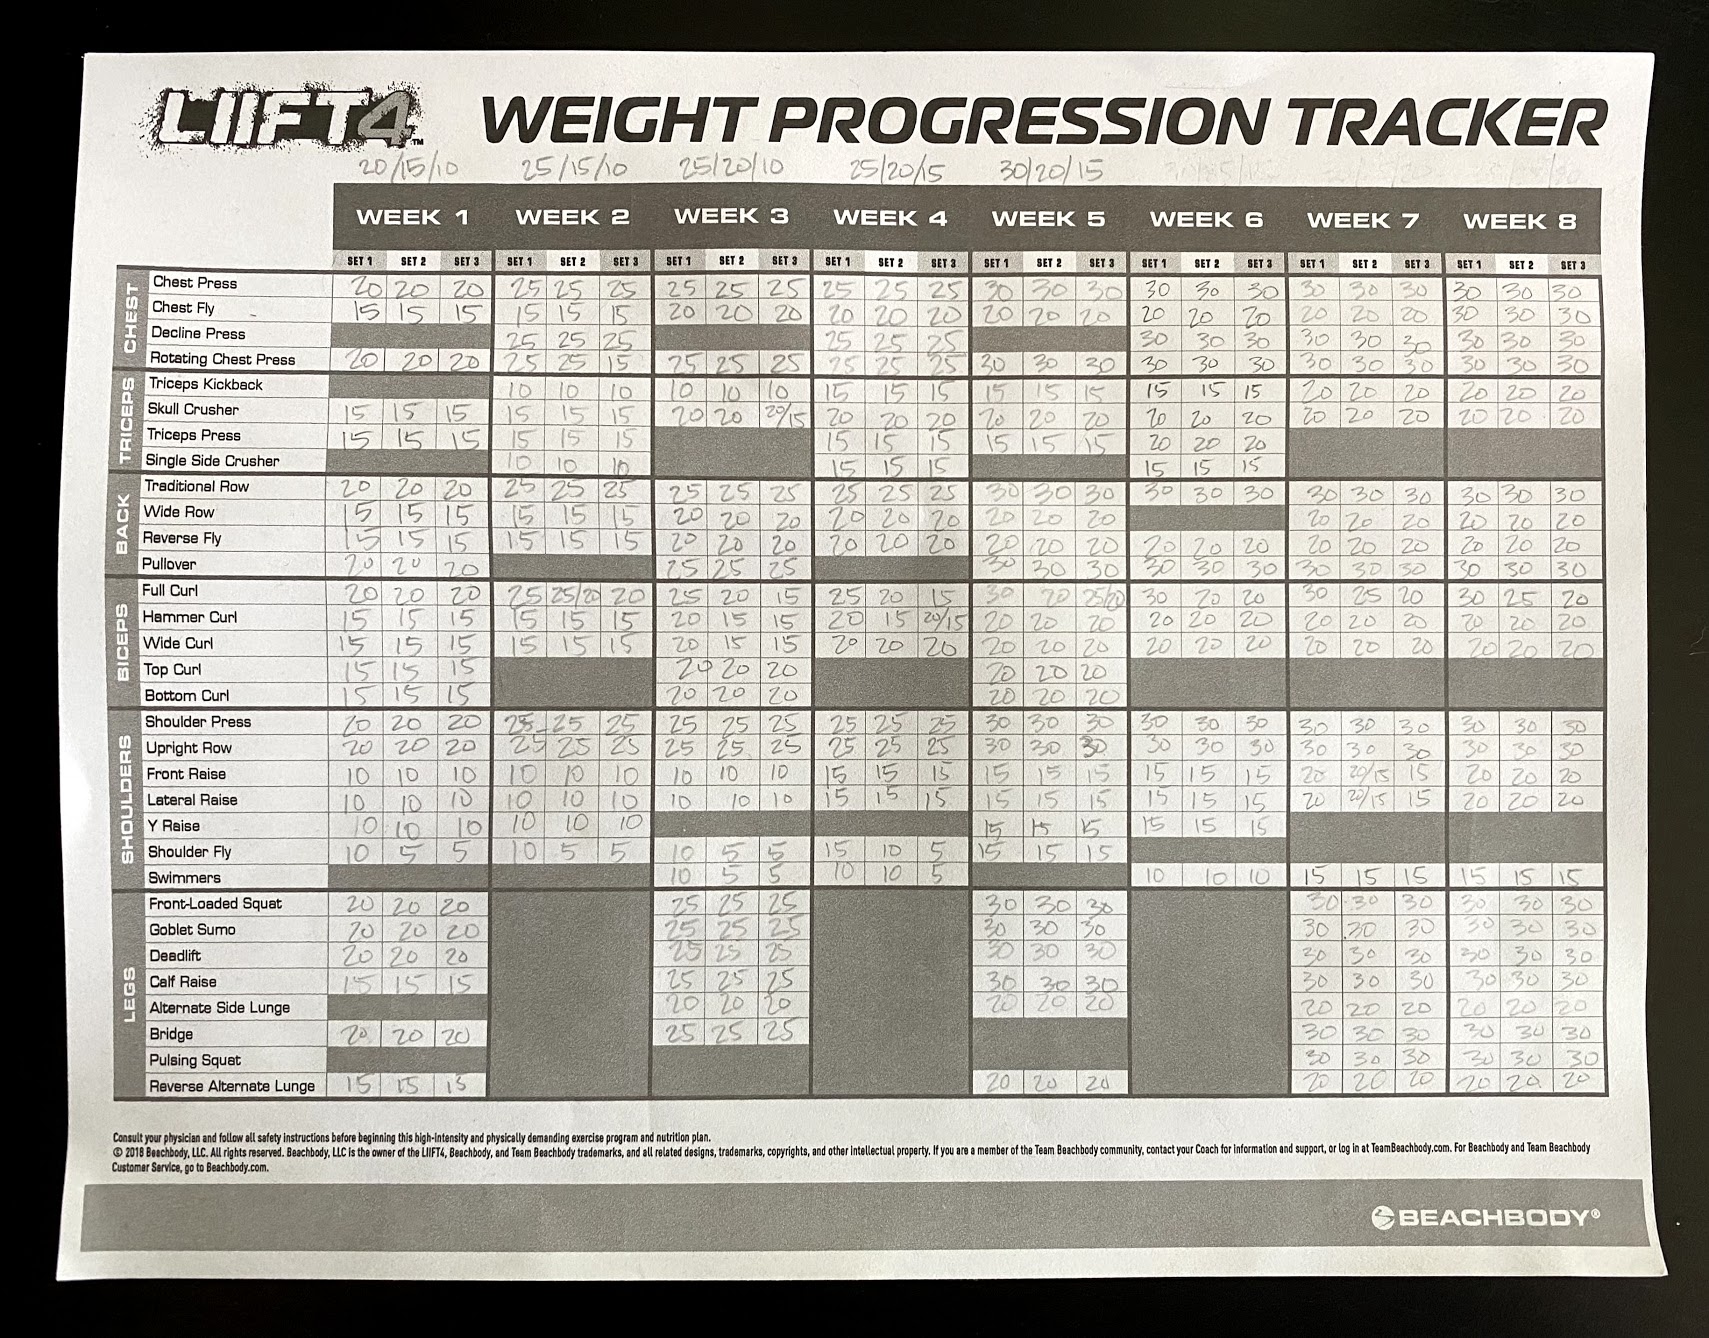 LIIFT4™ WEIGHT PROGRESSION TRACKER
20/15/10 25/15/10 25/20/10 25/20/15 30/20/15
WEEK 1 WEEK 2 WEEK 3 WEEK 4 WEEK 5 WEEK 6 WEEK 7 WEEK 8
SET 1 SET 2 SET 3 SET 1 SET 2 SET 3 SET 1 SET 2 SET 3 SET 1 SET 2 SET 3 SET 1 SET 2 SET 3 SET 1 SET 2 SET 3 SET 1 SET 2 SET 3 SET 1 SET 2 SET 3
CHEST
Chest Press 20 20 20 25 25 25 25 25 25 25 25 25 30 30 30 30 30 30 30 30 30 30 30 30
Chest Fly 15 15 15 15 15 15 20 20 20 20 20 20 20 20 20 20 20 20 20 20 20 30 30 30
Decline Press 25 25 25 25 25 25 30 30 30 30 30 30 30 30 30
Rotating Chest Press 20 20 20 25 25 15 25 25 25 25 25 25 30 30 30 30 30 30 30 30 30 30 30 30
TRICEPS
Triceps Kickback 10 10 10 10 10 10 15 15 15 15 15 15 15 15 15 20 20 20 20 20 20
Skull Crusher 15 15 15 15 15 15 20 20 20/15 20 20 20 20 20 20 20 20 20 20 20 20 20 20 20
Triceps Press 15 15 15 15 15 15 15 15 15 15 15 15 20 20 20
Single Side Crusher 10 10 10 15 15 15 15 15 15
BACK
Traditional Row 20 20 20 25 25 25 25 25 25 25 25 25 30 30 30 30 30 30 30 30 30 30 30 30
Wide Row 15 15 15 15 15 15 20 20 20 20 20 20 20 20 20 20 20 20 20 20 20
Reverse Fly 15 15 15 15 15 15 20 20 20 20 20 20 20 20 20 20 20 20 20 20 20 20 20 20
Pullover 20 20 20 25 25 25 30 30 30 30 30 30 30 30 30 30 30 30
BICEPS
Full Curl 20 20 20 25 25/20 20 25 20 15 25 20 15 30 20 25/20 30 20 20 30 25 20 30 25 20
Hammer Curl 15 15 15 15 15 15 20 15 15 20 15 20/15 20 20 20 20 20 20 20 20 20 20 20 20
Wide Curl 15 15 15 15 15 15 20 15 15 20 20 20 20 20 20 20 20 20 20 20 20 20 20 20
Top Curl 15 15 15 20 20 20 20 20 20
Bottom Curl 15 15 15 20 20 20 20 20 20
SHOULDERS
Shoulder Press 20 20 20 25 25 25 25 25 25 25 25 25 30 30 30 30 30 30 30 30 30 30 30 30
Upright Row 20 20 20 25 25 25 25 25 25 25 25 25 30 30 30 30 30 30 30 30 30 30 30 30
Front Raise 10 10 10 10 10 10 10 10 10 15 15 15 15 15 15 15 15 15 20 20/15 15 20 20 20
Lateral Raise 10 10 10 10 10 10 10 10 10 15 15 15 15 15 15 15 15 15 20 20/15 15 20 20 20
Y Raise 10 10 10 10 10 10 15 15 15 15 15 15
Shoulder Fly 10 5 5 10 5 5 10 5 5 15 10 5 15 15 15
Swimmers 10 5 5 10 10 5 10 10 10 15 15 15 15 15 15
LEGS
Front-Loaded Squat 20 20 20 25 25 25 30 30 30 30 30 30 30 30 30
Goblet Sumo 20 20 20 25 25 25 30 30 30 30 30 30 30 30 30
Deadlift 20 20 20 25 25 25 30 30 30 30 30 30 30 30 30
Calf Raise 15 15 15 25 25 25 30 30 30 30 30 30 30 30 30
Alternate Side Lunge 20 20 20 20 20 20 20 20 20 20 20 20
Bridge 20 20 20 25 25 25 30 30 30 30 30 30
Pulsing Squat 30 30 30 30 30 30
Reverse Alternate Lunge 15 15 15 20 20 20 20 20 20 20 20 20
Consult your physician and follow all safety instructions before beginning this high-intensity and physically demanding exercise program and nutrition plan.
© 2018 Beachbody, LLC. All rights reserved. Beachbody, LLC is the owner of the LIIFT4, Beachbody, and Team Beachbody trademarks, and all related designs, trademarks, copyrights, and other intellectual property. If you are a member of the Team Beachbody community, contact your Coach for information and support, or log in at TeamBeachbody.com. For Beachbody and Team Beachbody
Customer Service, go to Beachbody.com.
BEACHBODY®